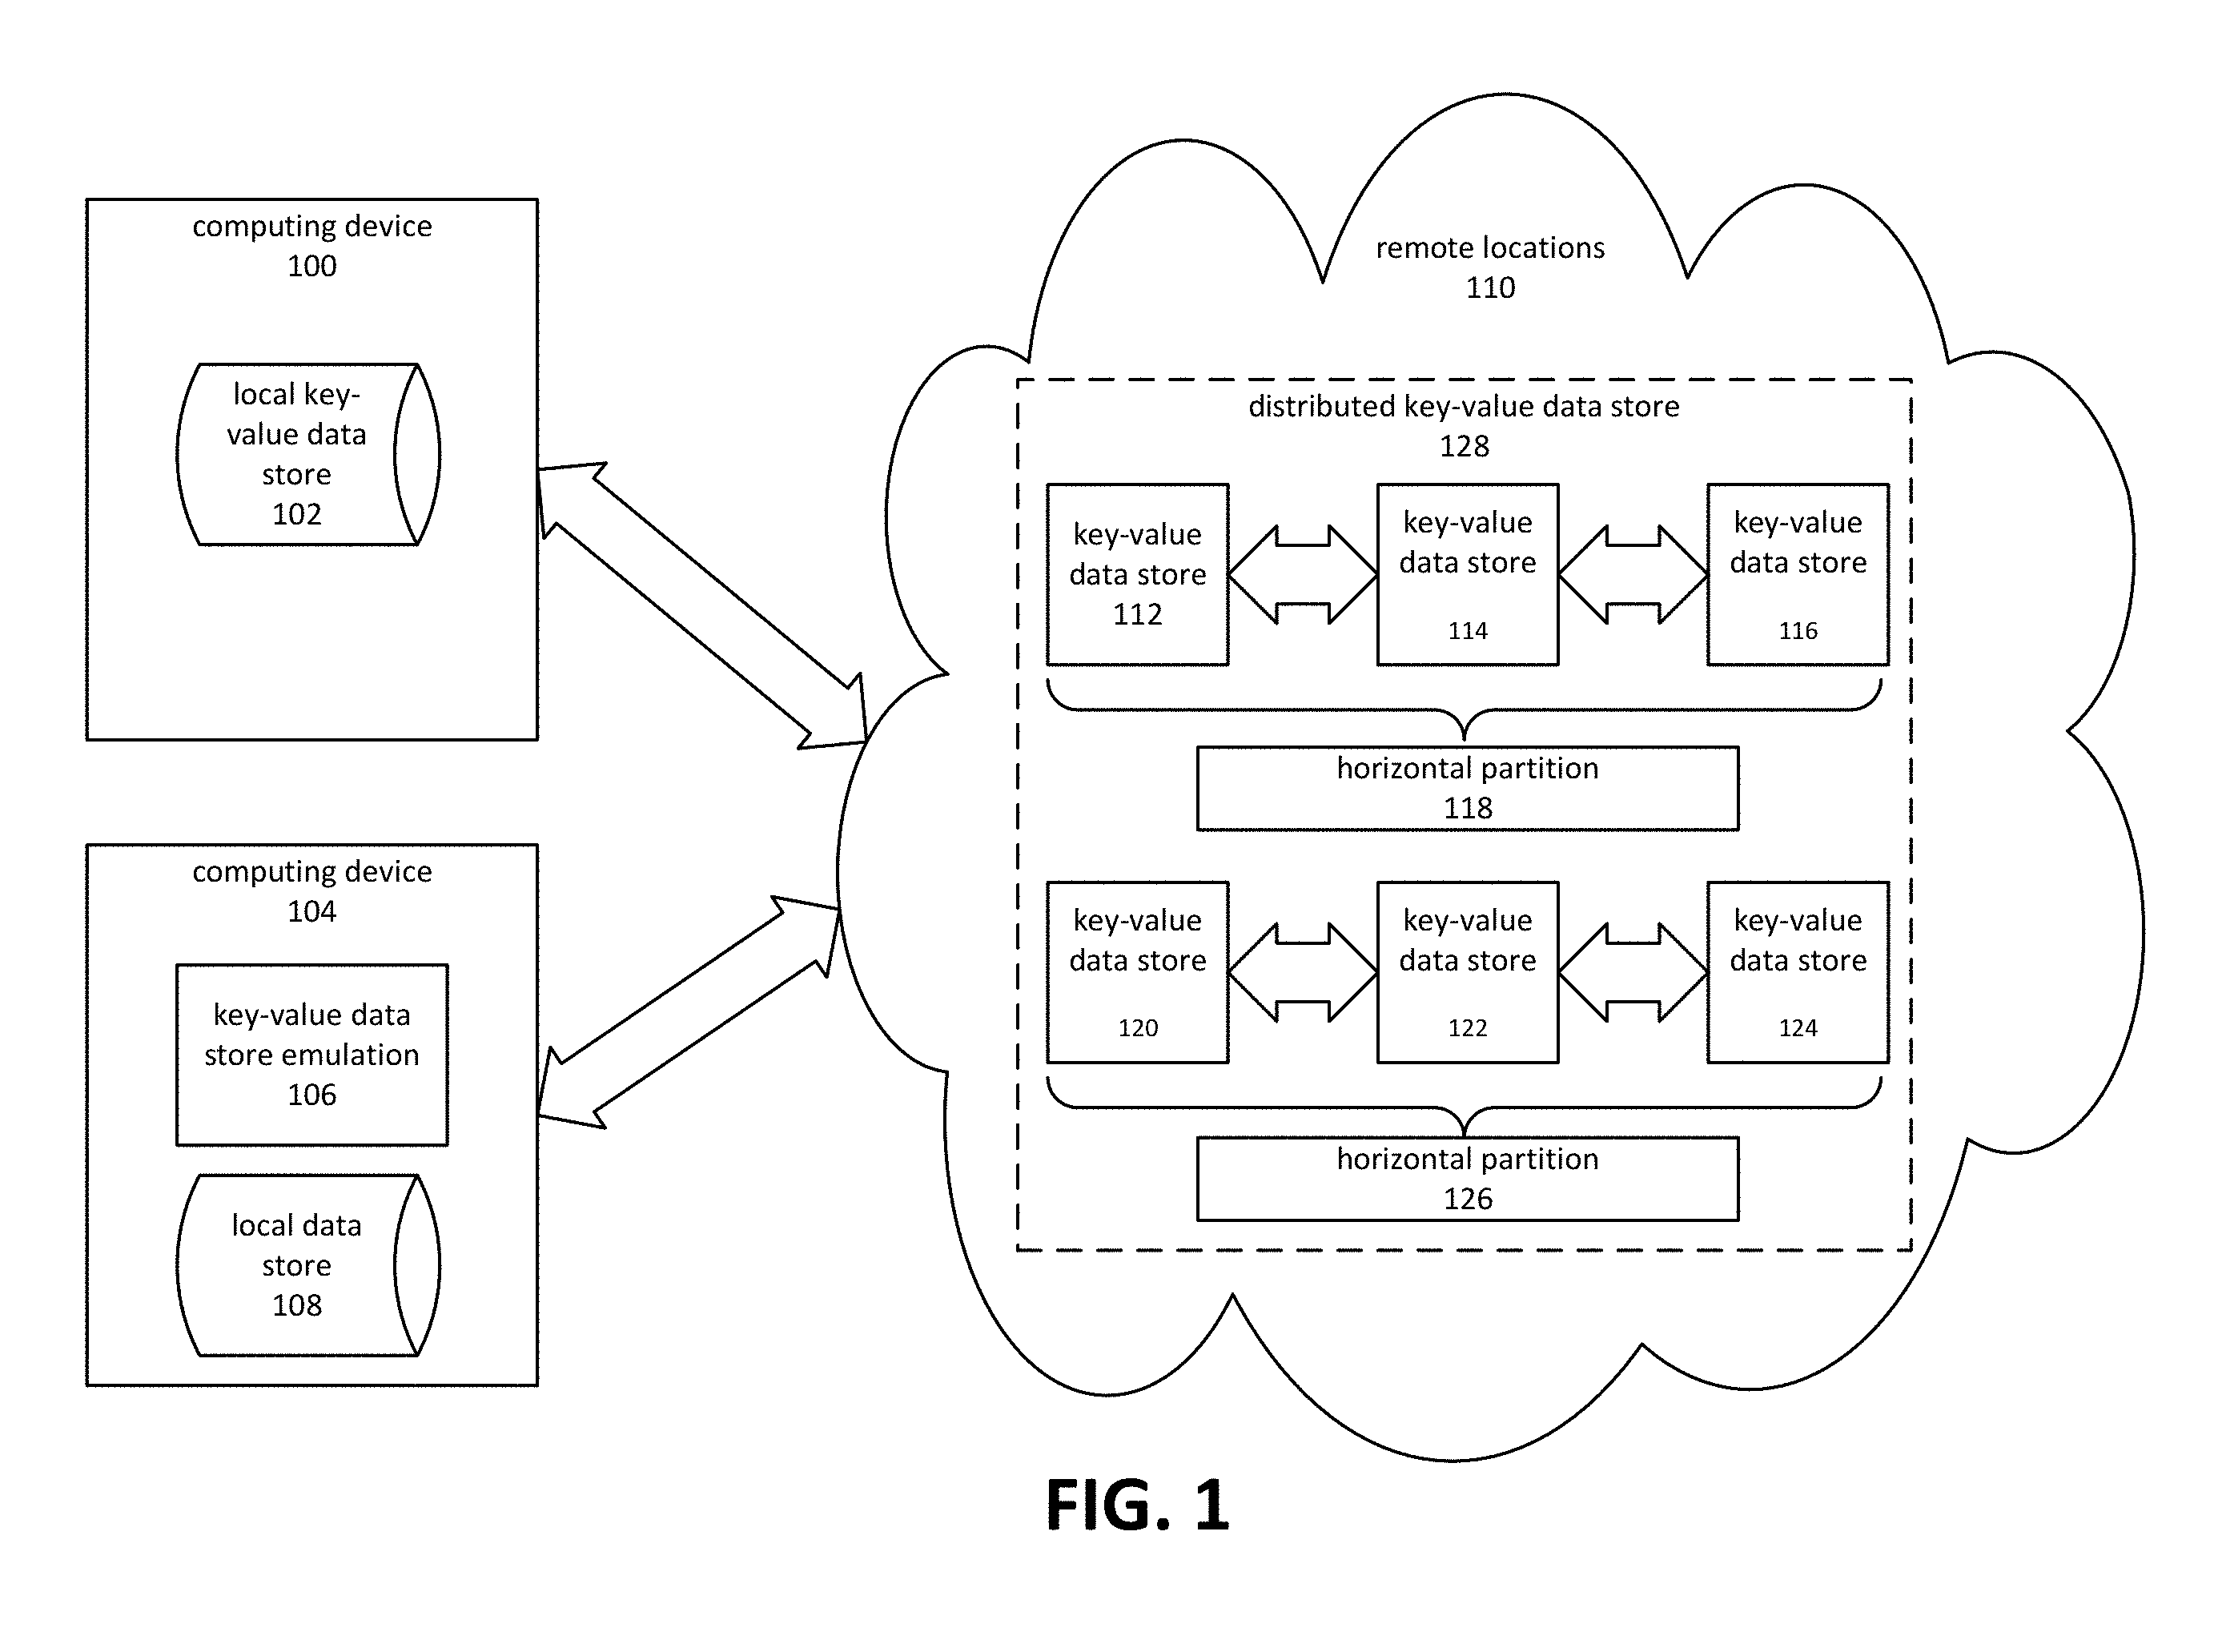 computing device
100
local key-
value data
store
102
computing device
104
key-value data
store emulation
106
local data
store
108
remote locations
110
distributed key-value data store
128
key-value
data store
112
key-value
data store
114
key-value
data store
116
horizontal partition
118
key-value
data store
120
key-value
data store
122
key-value
data store
124
horizontal partition
126
FIG. 1